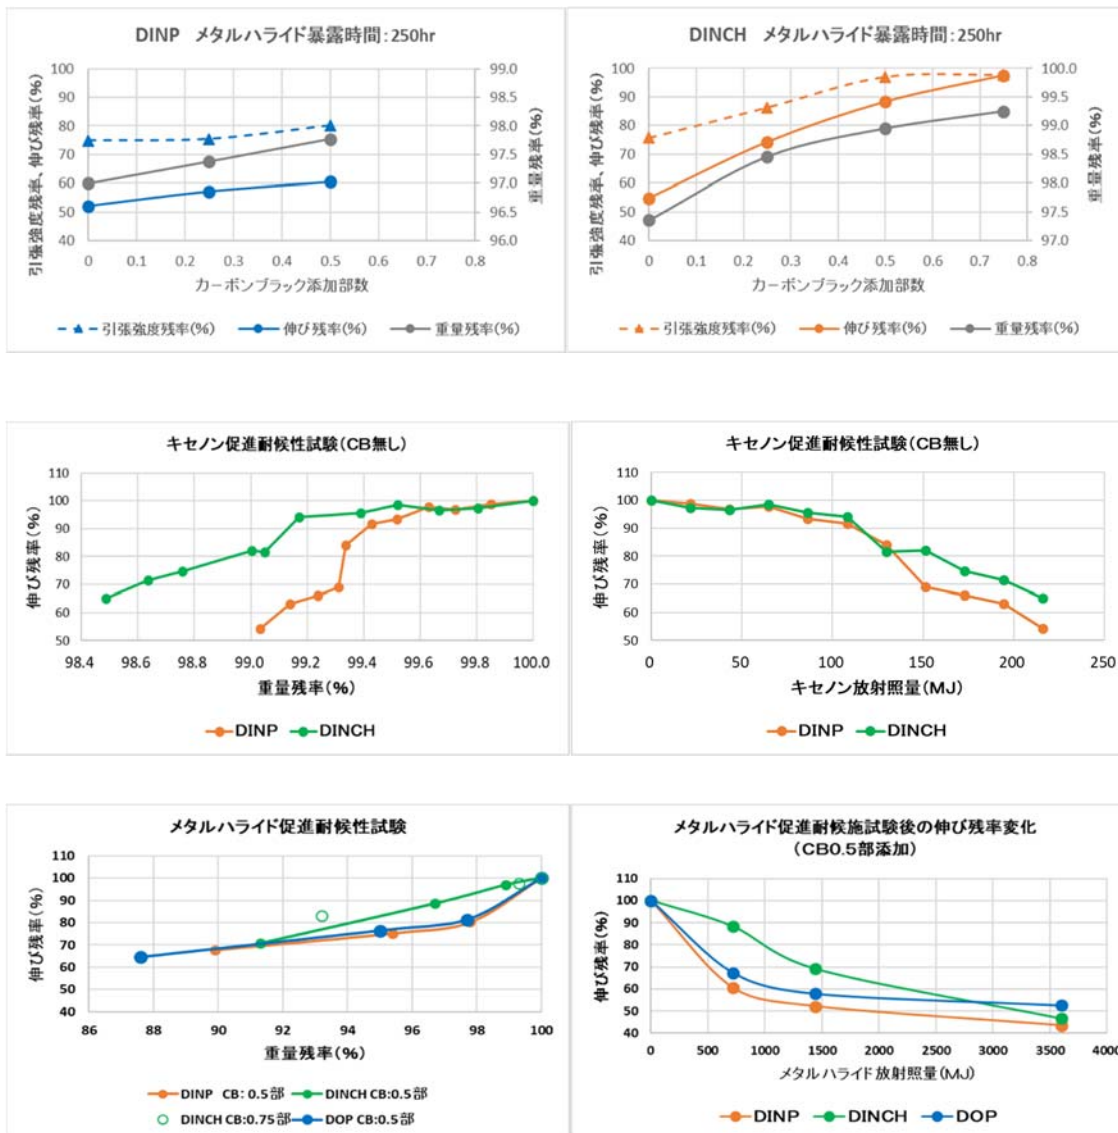 DINP メタルハライド暴露時間:250hr
引張強度残率、伸び残率(%)
100
90
80
70
60
50
40
99.0
98.5
98.0
97.5
97.0
96.5
96.0
重量残率(%)
0 0.1 0.2 0.3 0.4 0.5 0.6 0.7 0.8
カーボンブラック添加部数
引張強度残率(%) 伸び残率(%) 重量残率(%)
DINCH メタルハライド暴露時間:250hr
引張強度残率、伸び残率(%)
100
90
80
70
60
50
40
100.0
99.5
99.0
98.5
98.0
97.5
97.0
重量残率(%)
0 0.1 0.2 0.3 0.4 0.5 0.6 0.7 0.8
カーボンブラック添加部数
引張強度残率(%) 伸び残率(%) 重量残率(%)
キセノン促進耐候性試験(CB無し)
伸び残率(%)
110
100
90
80
70
60
50
98.4 98.6 98.8 99.0 99.2 99.4 99.6 99.8 100.0
重量残率(%)
DINP DINCH
キセノン促進耐候性試験(CB無し)
伸び残率(%)
110
100
90
80
70
60
50
0 50 100 150 200 250
キセノン放射照量(MJ)
DINP DINCH
メタルハライド促進耐候性試験
伸び残率(%)
110
100
90
80
70
60
50
40
86 88 90 92 94 96 98 100
重量残率(%)
DINP CB:0.5部 DINCH CB:0.5部
DINCH CB:0.75部 DOP CB:0.5部
メタルハライド促進耐候施試験後の伸び残率変化
(CB0.5部添加)
伸び残率(%)
110
100
90
80
70
60
50
40
0 500 1000 1500 2000 2500 3000 3500 4000
メタルハライド放射照量(MJ)
DINP DINCH DOP